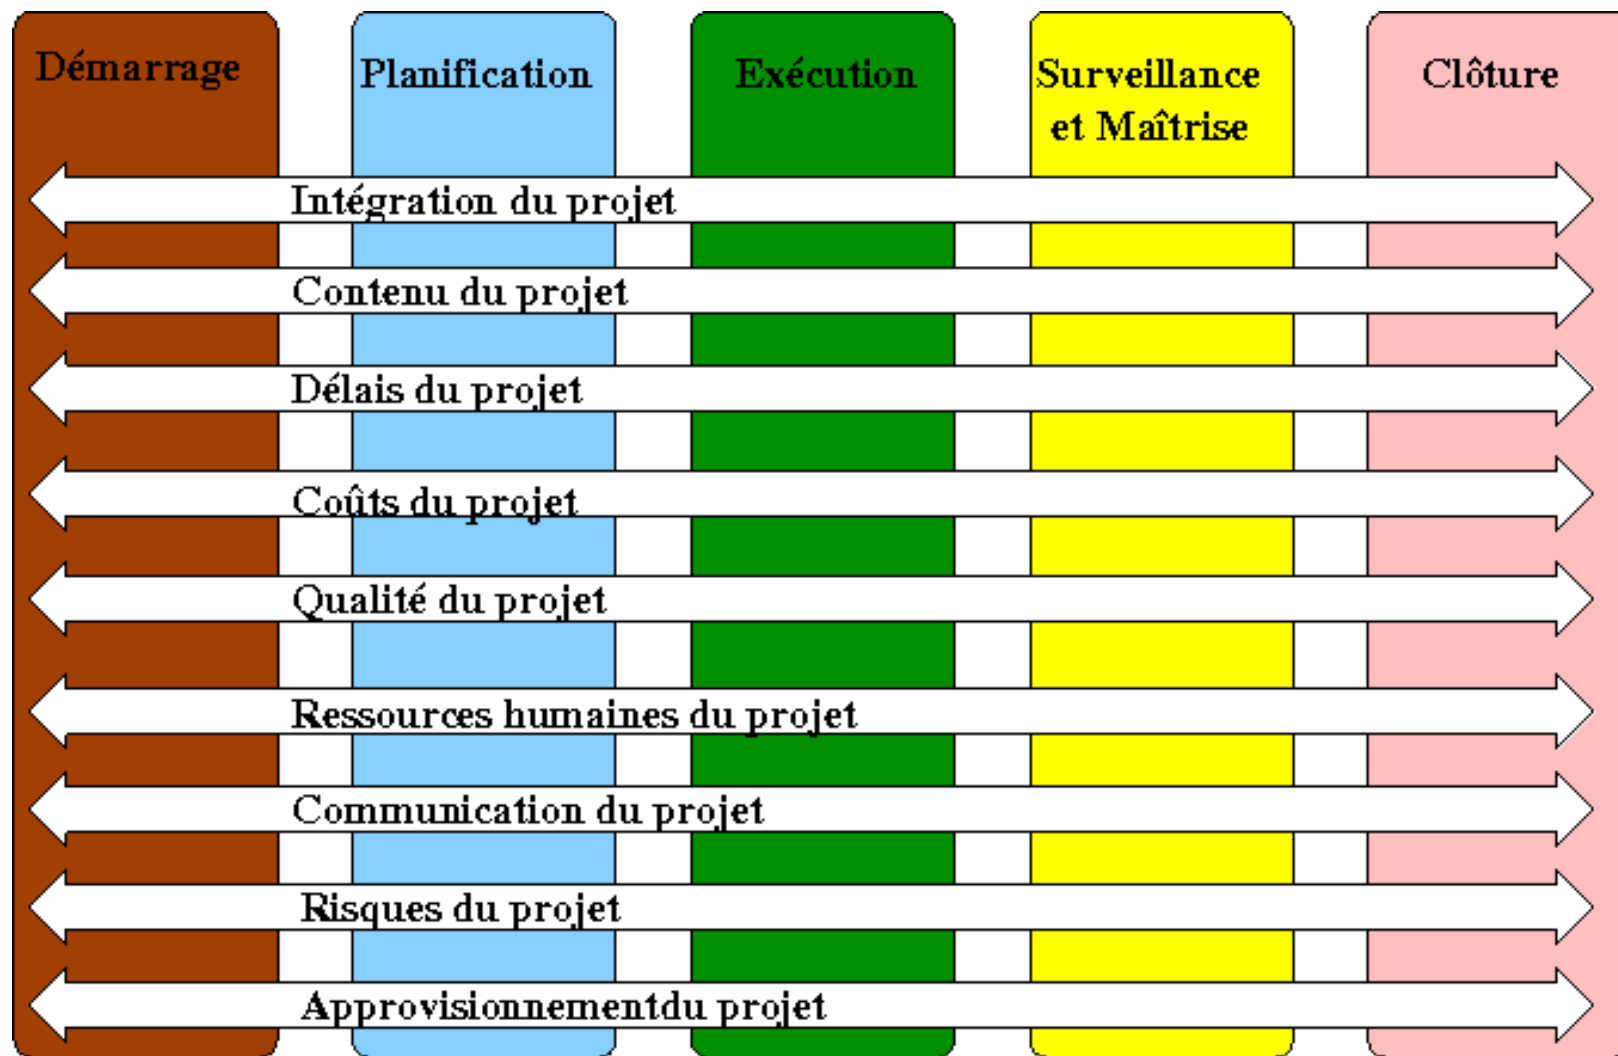 Démarrage
Planification
Exécution
Surveillance
et Maîtrise
Clôture
Intégration du projet
Contenu du projet
Délais du projet
Coûts du projet
Qualité du projet
Ressources humaines du projet
Communication du projet
Risques du projet
Approvisionnementdu projet